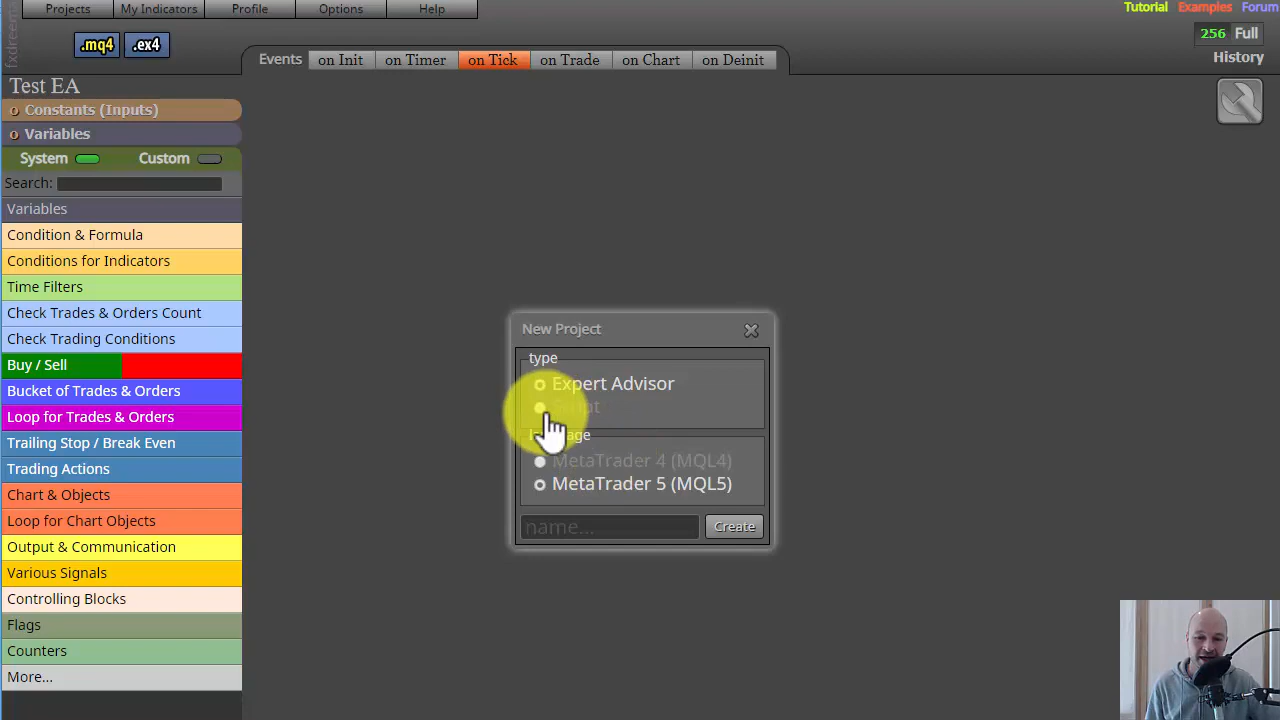 Projects
My Indicators
Profile
Options
Help
Tutorial
Examples
Forum
fxdreema
.mq4
.ex4
256 Full
History
Events
on Init
on Timer
on Tick
on Trade
on Chart
on Deinit
Test EA
Constants (Inputs)
Variables
System
Custom
Search:
Variables
Condition & Formula
Conditions for Indicators
Time Filters
Check Trades & Orders Count
Check Trading Conditions
Buy / Sell
Bucket of Trades & Orders
Loop for Trades & Orders
Trailing Stop / Break Even
Trading Actions
Chart & Objects
Loop for Chart Objects
Output & Communication
Various Signals
Controlling Blocks
Flags
Counters
More...
New Project
type
Expert Advisor
MetaTrader 4 (MQL4)
MetaTrader 5 (MQL5)
name...
Create